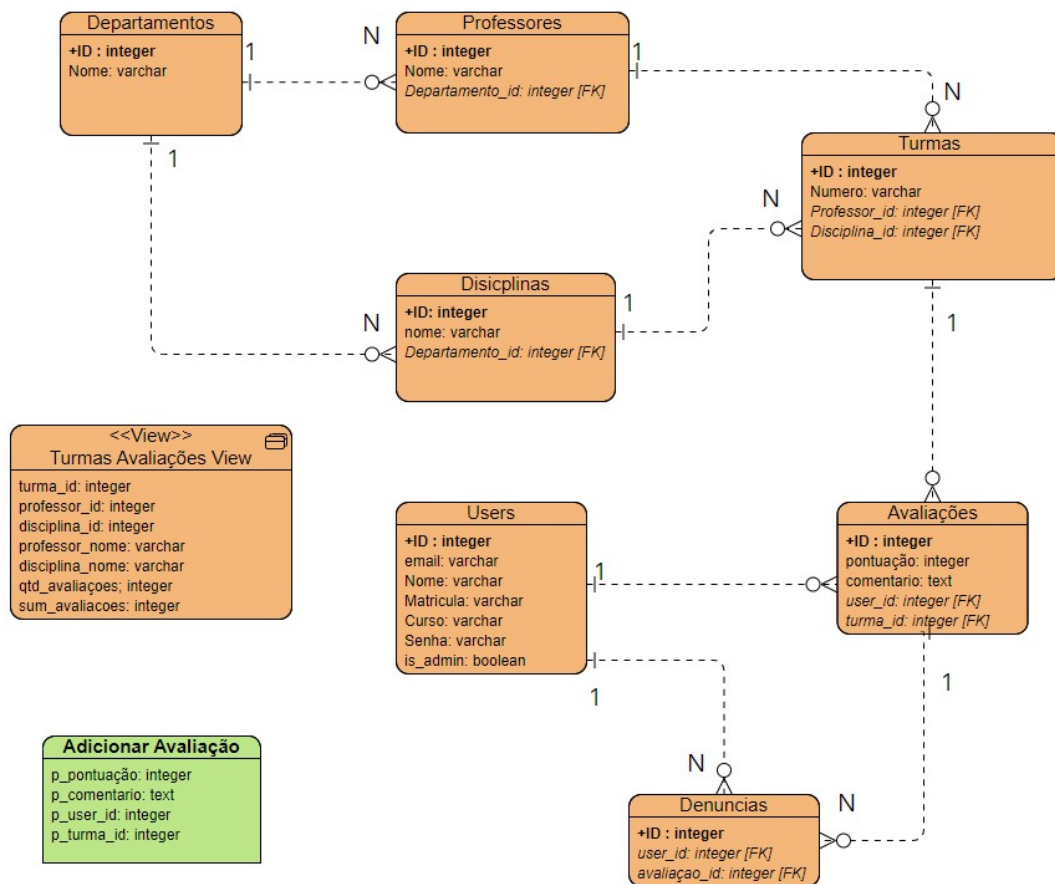 Departamentos
+ID : integer
Nome: varchar
1
N
Professores
+ID : integer
Nome: varchar
Departamento_id: integer [FK]
1
N
Turmas
+ID : integer
Numero: varchar
Professor_id: integer [FK]
Disciplina_id: integer [FK]
1
N
Disicplinas
+ID: integer
nome: varchar
Departamento_id: integer [FK]
1
N
1
<<View>>
Turmas Avaliações View
turma_id: integer
professor_id: integer
disciplina_id: integer
professor_nome: varchar
disciplina_nome: varchar
qtd_avaliaçoes; integer
sum_avaliacoes: integer
Users
+ID : integer
email: varchar
Nome: varchar
Matricula: varchar
Curso: varchar
Senha: varchar
is_admin: boolean
1
1
Avaliações
+ID : integer
pontuação: integer
comentario: text
user_id: integer [FK]
turma_id: integer [FK]
1
Adicionar Avaliação
p_pontuação: integer
p_comentario: text
p_user_id: integer
p_turma_id: integer
N
Denuncias
+ID : integer
user_id: integer [FK]
avaliaçao_id: integer [FK]
N